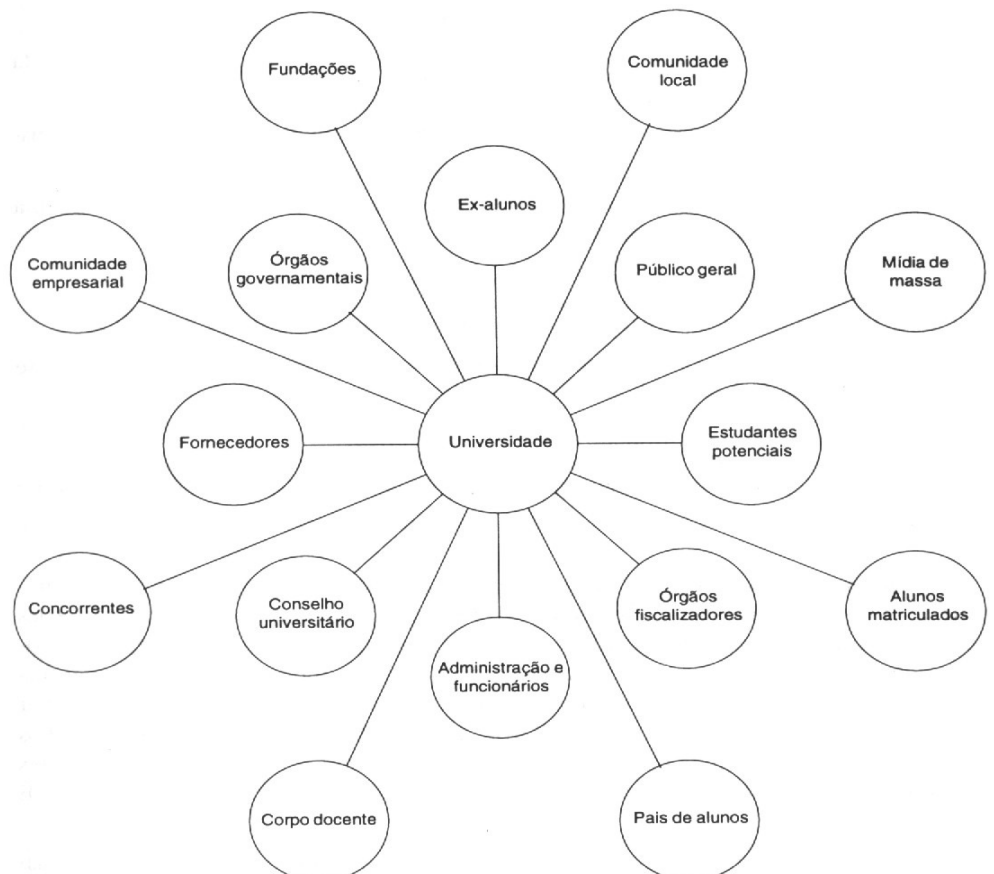 Fundações
Comunidade
local
Ex-alunos
Comunidade
empresarial
Órgãos
governamentais
Público geral
Mídia de
massa
Fornecedores
Universidade
Estudantes
potenciais
Concorrentes
Conselho
universitário
Administração e
funcionários
Órgãos
fiscalizadores
Alunos
matriculados
Corpo docente
Pais de alunos